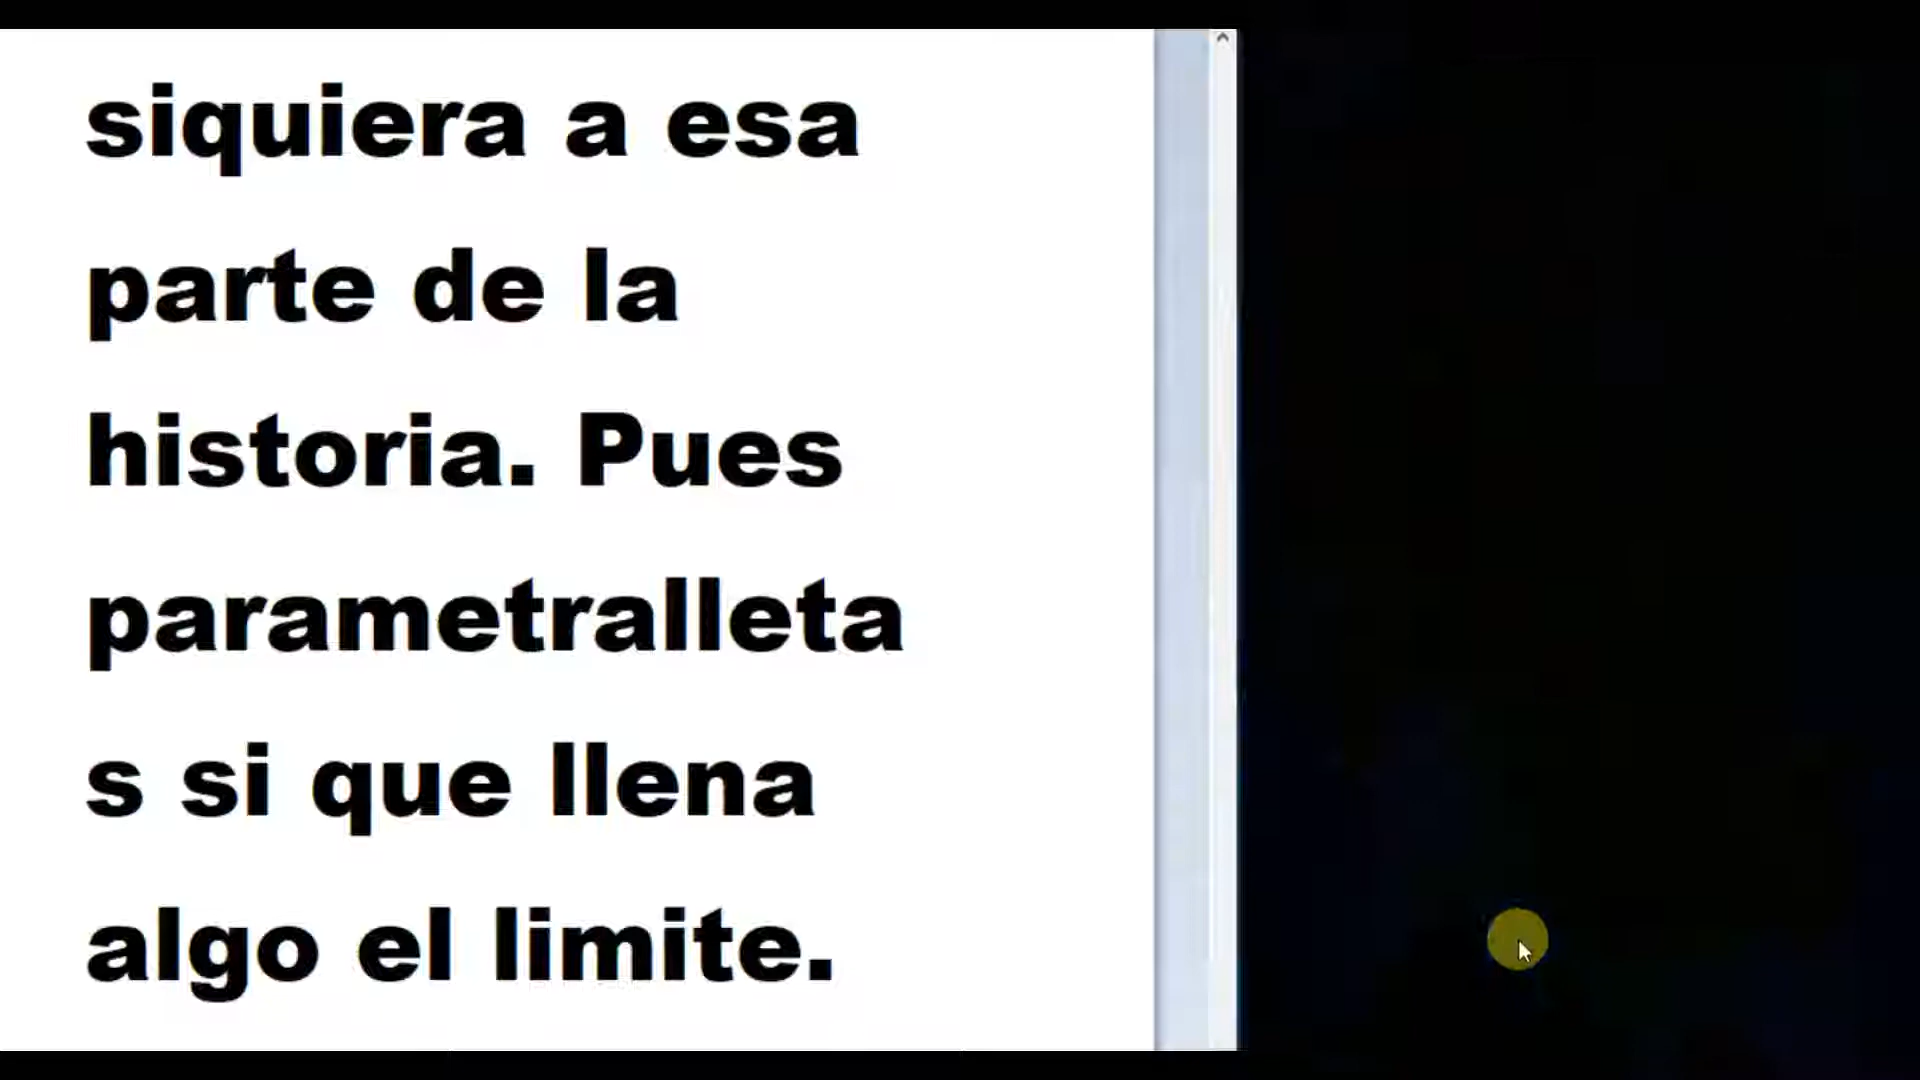 siquiera a esa
parte de la
historia. Pues
parametralleta
s si que llena
algo el limite.